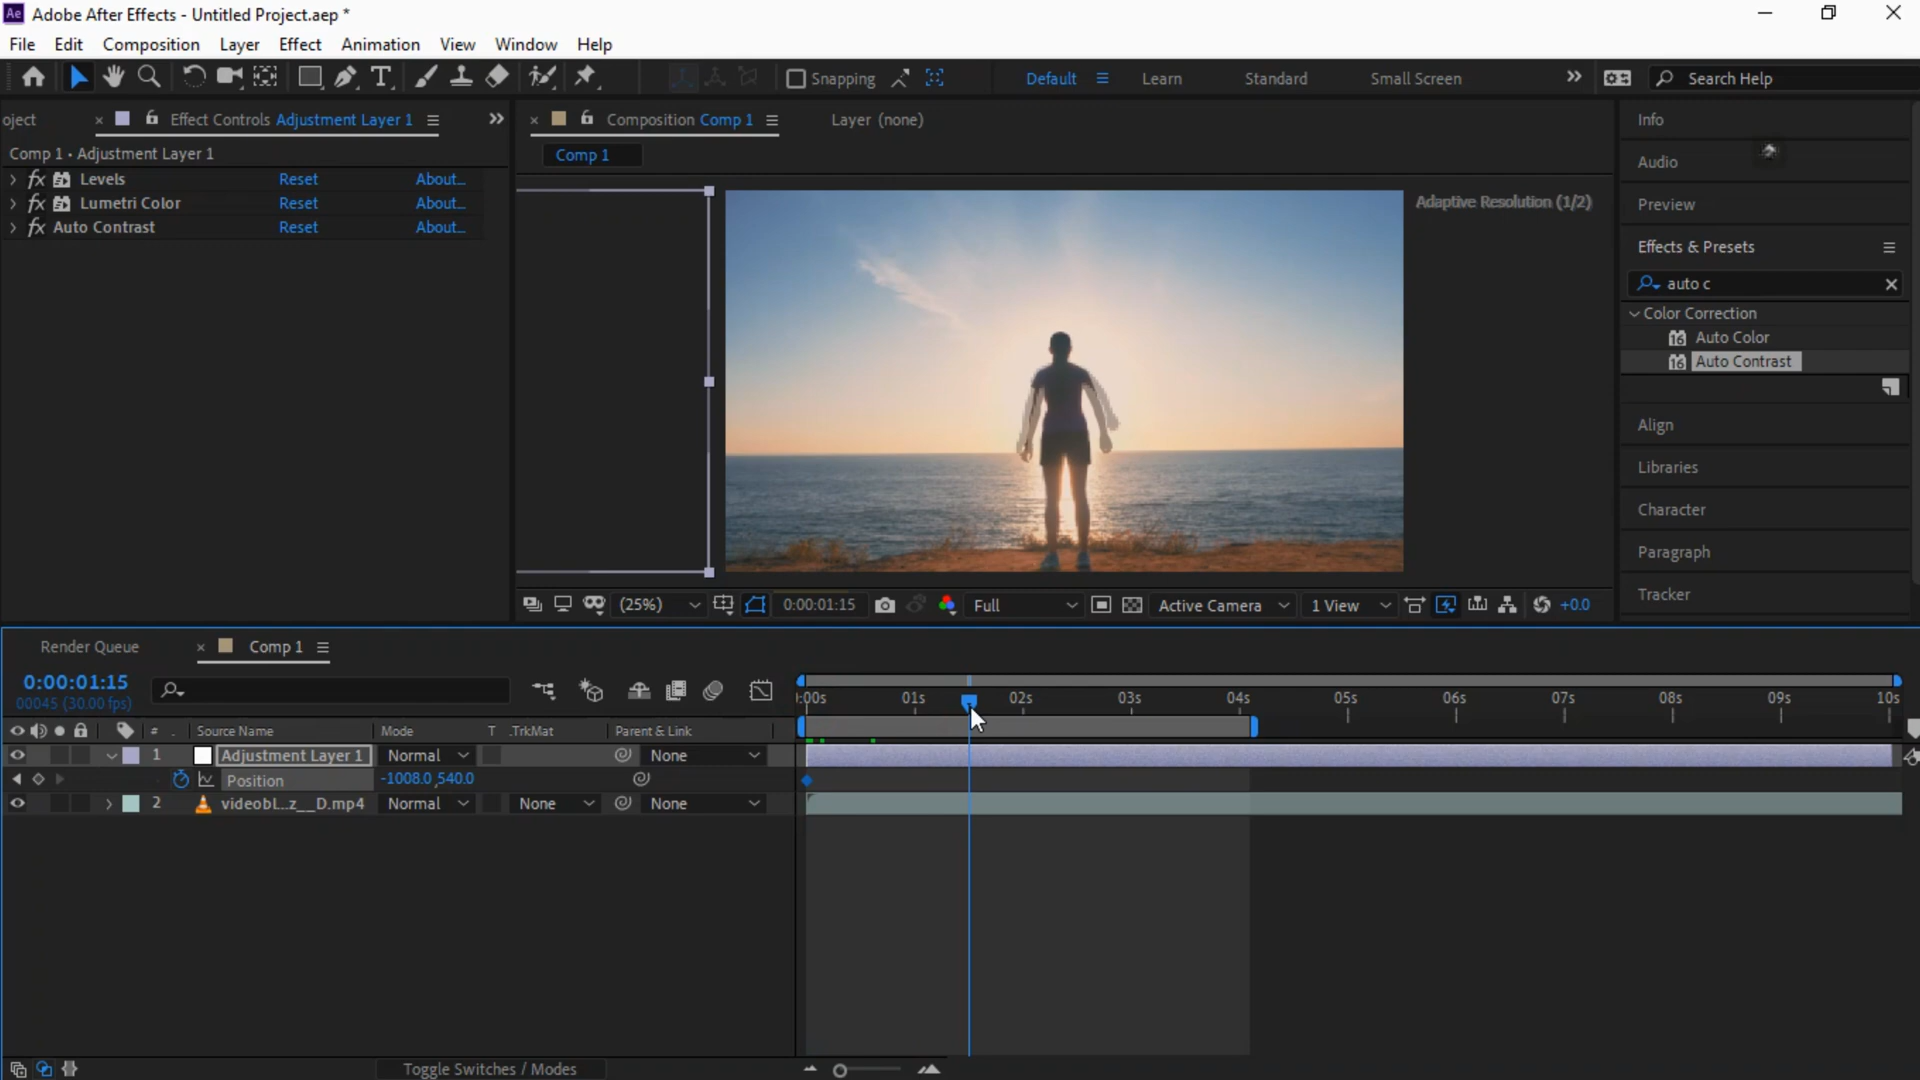 Ae Adobe After Effects - Untitled Project.aep *
File Edit Composition Layer Effect Animation View Window Help
T Snapping Default Learn Standard Small Screen Search Help
oject × Effect Controls Adjustment Layer 1
Comp 1 • Adjustment Layer 1
fx Levels Reset About...
fx Lumetri Color Reset About...
fx Auto Contrast Reset About...
× Composition Comp 1 Layer (none)
Comp 1
Adaptive Resolution (1/2)
(25%) 0:00:01:15 Full Active Camera 1 View +0.0
Info
Audio
Preview
Effects & Presets
auto c
Color Correction
16 Auto Color
16 Auto Contrast
Align
Libraries
Character
Paragraph
Tracker
Render Queue × Comp 1
0:00:01:15
00045 (30.00 fps)
:00s 01s 02s 03s 04s 05s 06s 07s 08s 09s 10s
# . Source Name Mode T .TrkMat Parent & Link
1 Adjustment Layer 1 Normal None
Position -1008.0,540.0
2 videobl...z__D.mp4 Normal None None
Toggle Switches / Modes